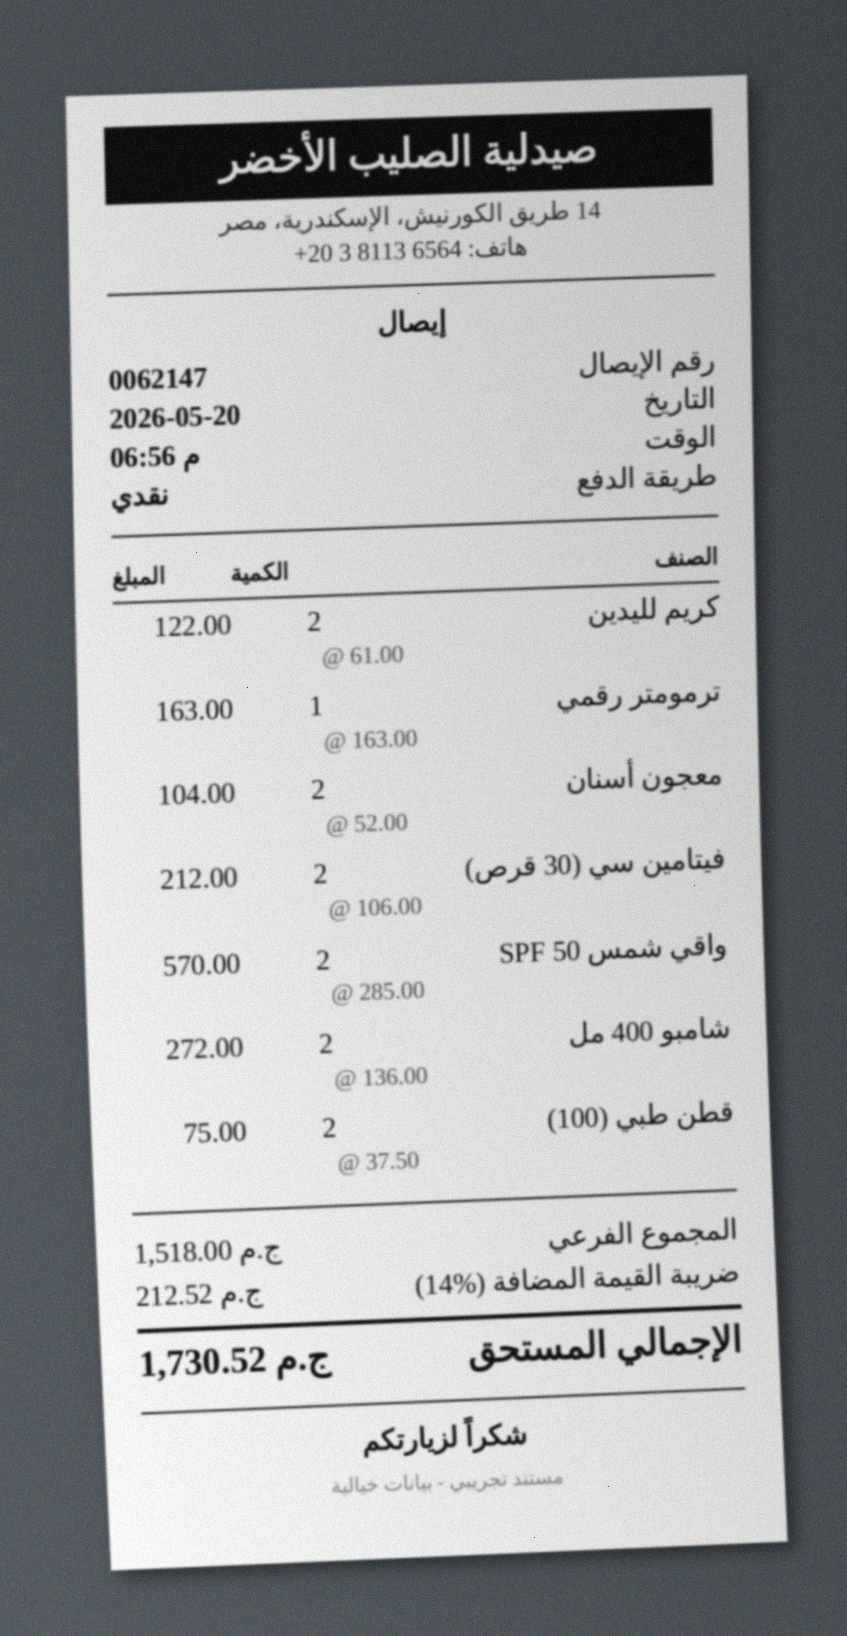 صيدلية الصليب الأخضر
14 طريق الكورنيش، الإسكندرية، مصر
هاتف: ‎+20 3 8113 6564
إيصال
رقم الإيصال 0062147
التاريخ 2026-05-20
الوقت 06:56 م
طريقة الدفع نقدي
الصنف الكمية المبلغ
كريم لليدين 2 122.00
@ 61.00
ترمومتر رقمي 1 163.00
@ 163.00
معجون أسنان 2 104.00
@ 52.00
فيتامين سي (30 قرص) 2 212.00
@ 106.00
واقي شمس SPF 50 2 570.00
@ 285.00
شامبو 400 مل 2 272.00
@ 136.00
قطن طبي (100) 2 75.00
@ 37.50
المجموع الفرعي 1,518.00 ج.م
ضريبة القيمة المضافة (14%) 212.52 ج.م
الإجمالي المستحق 1,730.52 ج.م
شكراً لزيارتكم
مستند تجريبي - بيانات خيالية